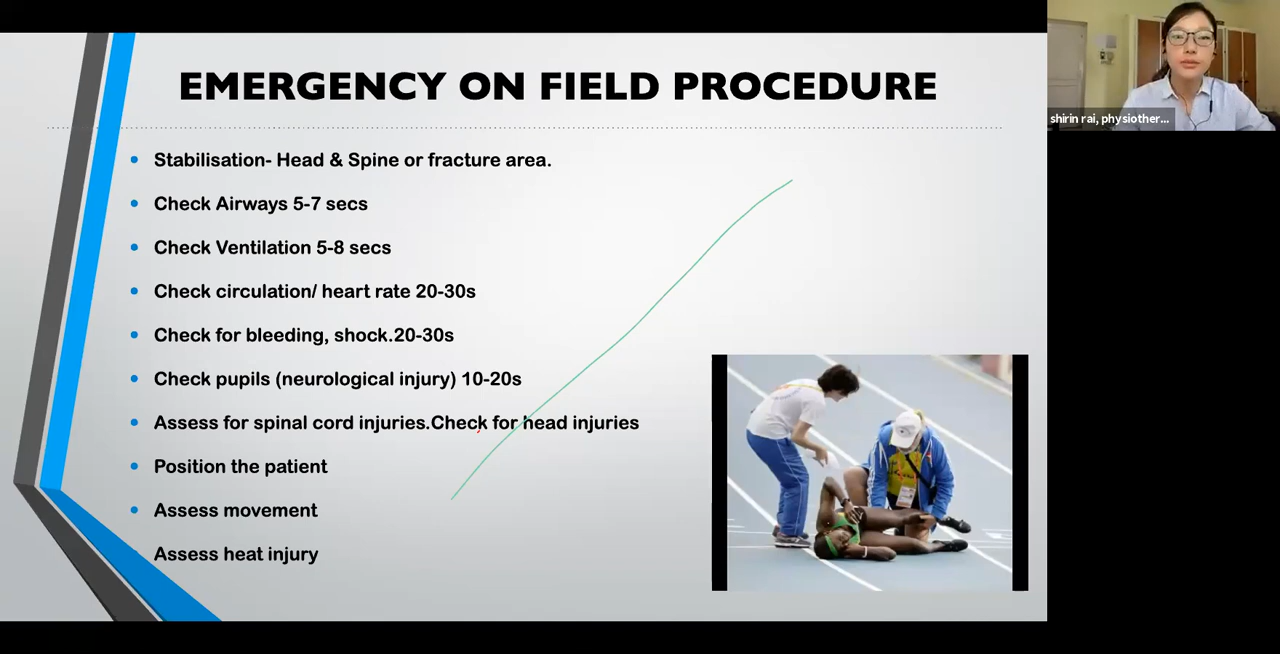 EMERGENCY ON FIELD PROCEDURE
shirin rai, physiother...
Stabilisation- Head & Spine or fracture area.
Check Airways 5-7 secs
Check Ventilation 5-8 secs
Check circulation/ heart rate 20-30s
Check for bleeding, shock.20-30s
Check pupils (neurological injury) 10-20s
Assess for spinal cord injuries.Check for head injuries
Position the patient
Assess movement
Assess heat injury